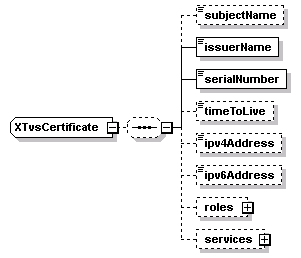 subjectName
issuerName
serialNumber
XTvsCertificate
timeToLive
ipv4Address
ipv6Address
roles
services